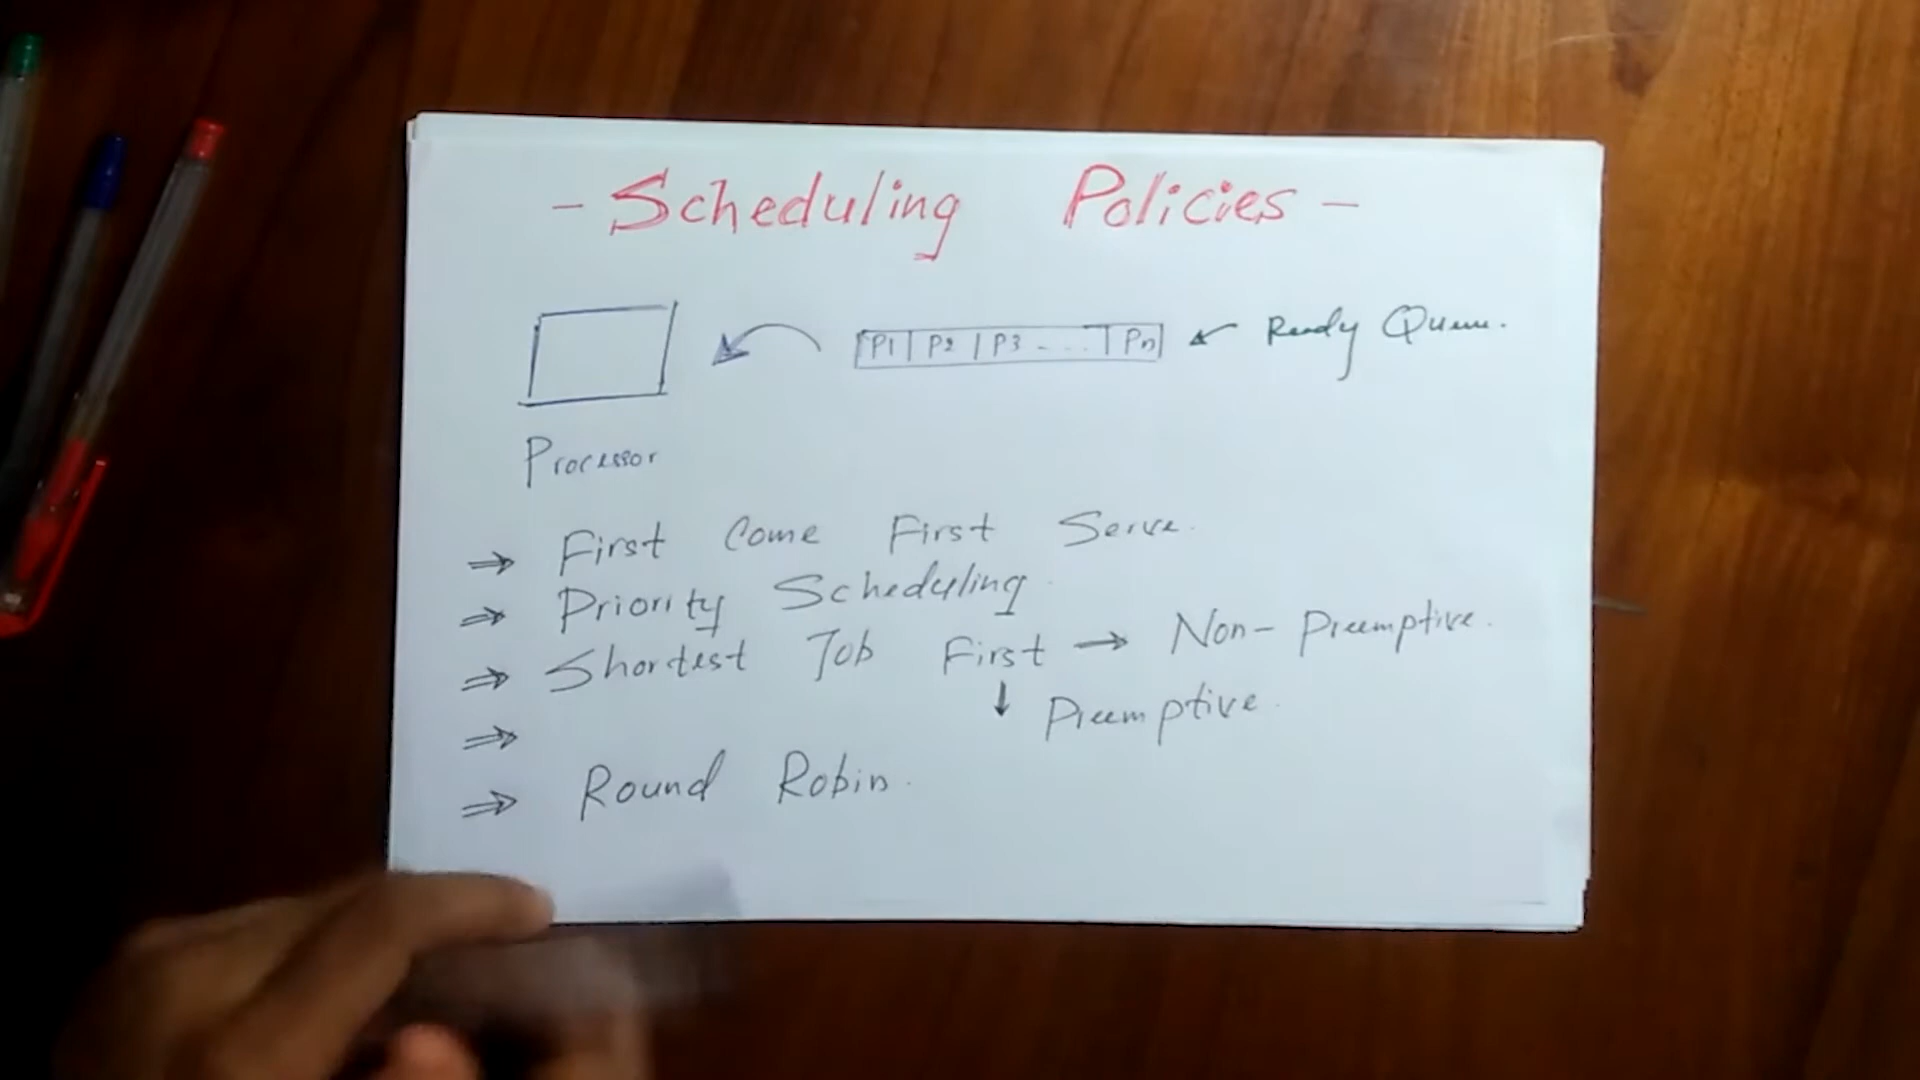 - Scheduling Policies -
P1 P2 P3 - ... Pn ↙ Ready Queue.
Processor
⇒ First Come First Serve.
⇒ Priority Scheduling
⇒ Shortest Job First → Non-Preemptive.
⇒ ↓ Preemptive.
⇒ Round Robin.